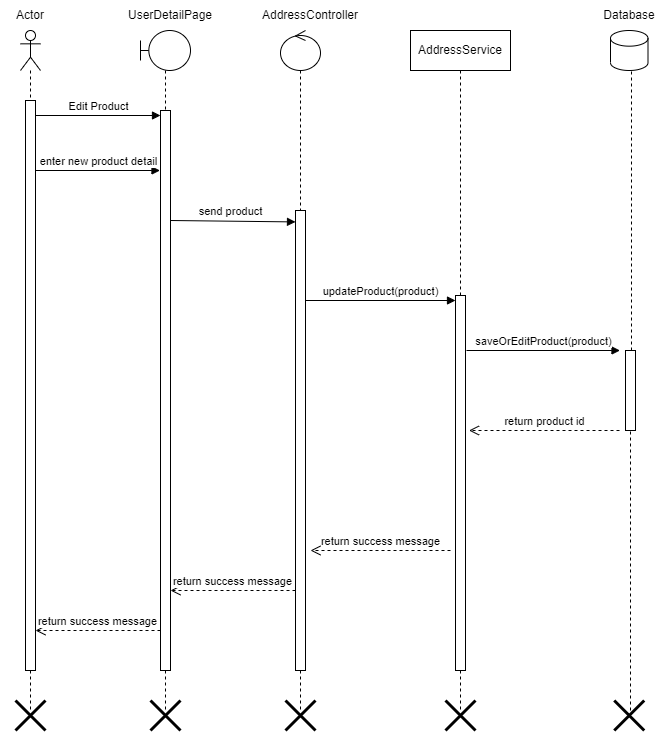 Actor
UserDetailPage
AddressController
Database
AddressService
Edit Product
enter new product detail
send product
updateProduct(product)
saveOrEditProduct(product)
return product id
return success message
return success message
return success message